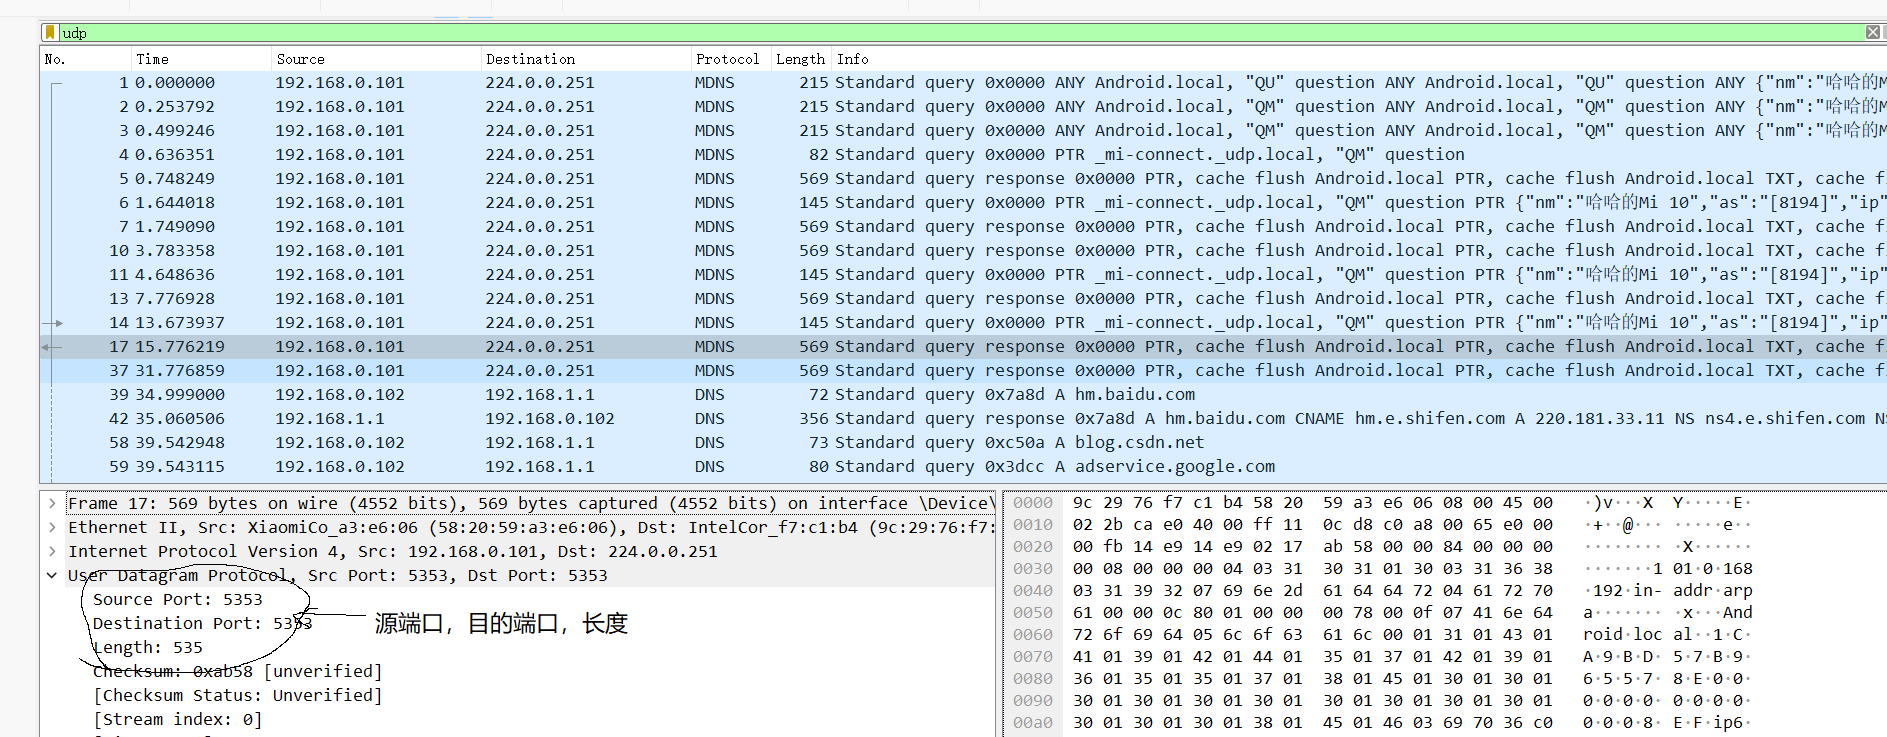 udp
No. Time Source Destination Protocol Length Info
1 0.000000 192.168.0.101 224.0.0.251 MDNS 215 Standard query 0x0000 ANY Android.local, "QU" question ANY Android.local, "QU" question ANY {"nm":"哈哈的M
2 0.253792 192.168.0.101 224.0.0.251 MDNS 215 Standard query 0x0000 ANY Android.local, "QM" question ANY Android.local, "QM" question ANY {"nm":"哈哈的M
3 0.499246 192.168.0.101 224.0.0.251 MDNS 215 Standard query 0x0000 ANY Android.local, "QM" question ANY Android.local, "QM" question ANY {"nm":"哈哈的M
4 0.636351 192.168.0.101 224.0.0.251 MDNS 82 Standard query 0x0000 PTR _mi-connect._udp.local, "QM" question
5 0.748249 192.168.0.101 224.0.0.251 MDNS 569 Standard query response 0x0000 PTR, cache flush Android.local PTR, cache flush Android.local TXT, cache f
6 1.644018 192.168.0.101 224.0.0.251 MDNS 145 Standard query 0x0000 PTR _mi-connect._udp.local, "QM" question PTR {"nm":"哈哈的Mi 10","as":"[8194]","ip"
7 1.749090 192.168.0.101 224.0.0.251 MDNS 569 Standard query response 0x0000 PTR, cache flush Android.local PTR, cache flush Android.local TXT, cache f
10 3.783358 192.168.0.101 224.0.0.251 MDNS 569 Standard query response 0x0000 PTR, cache flush Android.local PTR, cache flush Android.local TXT, cache f
11 4.648636 192.168.0.101 224.0.0.251 MDNS 145 Standard query 0x0000 PTR _mi-connect._udp.local, "QM" question PTR {"nm":"哈哈的Mi 10","as":"[8194]","ip"
13 7.776928 192.168.0.101 224.0.0.251 MDNS 569 Standard query response 0x0000 PTR, cache flush Android.local PTR, cache flush Android.local TXT, cache f
14 13.673937 192.168.0.101 224.0.0.251 MDNS 145 Standard query 0x0000 PTR _mi-connect._udp.local, "QM" question PTR {"nm":"哈哈的Mi 10","as":"[8194]","ip"
17 15.776219 192.168.0.101 224.0.0.251 MDNS 569 Standard query response 0x0000 PTR, cache flush Android.local PTR, cache flush Android.local TXT, cache f
37 31.776859 192.168.0.101 224.0.0.251 MDNS 569 Standard query response 0x0000 PTR, cache flush Android.local PTR, cache flush Android.local TXT, cache f
39 34.999000 192.168.0.102 192.168.1.1 DNS 72 Standard query 0x7a8d A hm.baidu.com
42 35.060506 192.168.1.1 192.168.0.102 DNS 356 Standard query response 0x7a8d A hm.baidu.com CNAME hm.e.shifen.com A 220.181.33.11 NS ns4.e.shifen.com N
58 39.542948 192.168.0.102 192.168.1.1 DNS 73 Standard query 0xc50a A blog.csdn.net
59 39.543115 192.168.0.102 192.168.1.1 DNS 80 Standard query 0x3dcc A adservice.google.com
Frame 17: 569 bytes on wire (4552 bits), 569 bytes captured (4552 bits) on interface \Device\
Ethernet II, Src: XiaomiCo_a3:e6:06 (58:20:59:a3:e6:06), Dst: IntelCor_f7:c1:b4 (9c:29:76:f7:
Internet Protocol Version 4, Src: 192.168.0.101, Dst: 224.0.0.251
User Datagram Protocol, Src Port: 5353, Dst Port: 5353
Source Port: 5353
Destination Port: 5353
源端口，目的端口，长度
Length: 535
Checksum: 0xab58 [unverified]
[Checksum Status: Unverified]
[Stream index: 0]
0000 9c 29 76 f7 c1 b4 58 20 59 a3 e6 06 08 00 45 00 ·)v···X Y·····E·
0010 02 2b ca e0 40 00 ff 11 0c d8 c0 a8 00 65 e0 00 ·+··@··· ·····e··
0020 00 fb 14 e9 14 e9 02 17 ab 58 00 00 84 00 00 00 ········ ·X······
0030 00 08 00 00 00 04 03 31 30 31 01 30 03 31 36 38 ·······1 01·0·168
0040 03 31 39 32 07 69 6e 2d 61 64 64 72 04 61 72 70 ·192·in- addr·arp
0050 61 00 00 0c 80 01 00 00 00 78 00 0f 07 41 6e 64 a······· ·x···And
0060 72 6f 69 64 05 6c 6f 63 61 6c 00 01 31 01 43 01 roid·loc al··1·C·
0070 41 01 39 01 42 01 44 01 35 01 37 01 42 01 39 01 A·9·B·D· 5·7·B·9·
0080 36 01 35 01 35 01 37 01 38 01 45 01 30 01 30 01 6·5·5·7· 8·E·0·0·
0090 30 01 30 01 30 01 30 01 30 01 30 01 30 01 30 01 0·0·0·0· 0·0·0·0·
00a0 30 01 30 01 30 01 38 01 45 01 46 03 69 70 36 c0 0·0·0·8· E·F·ip6·